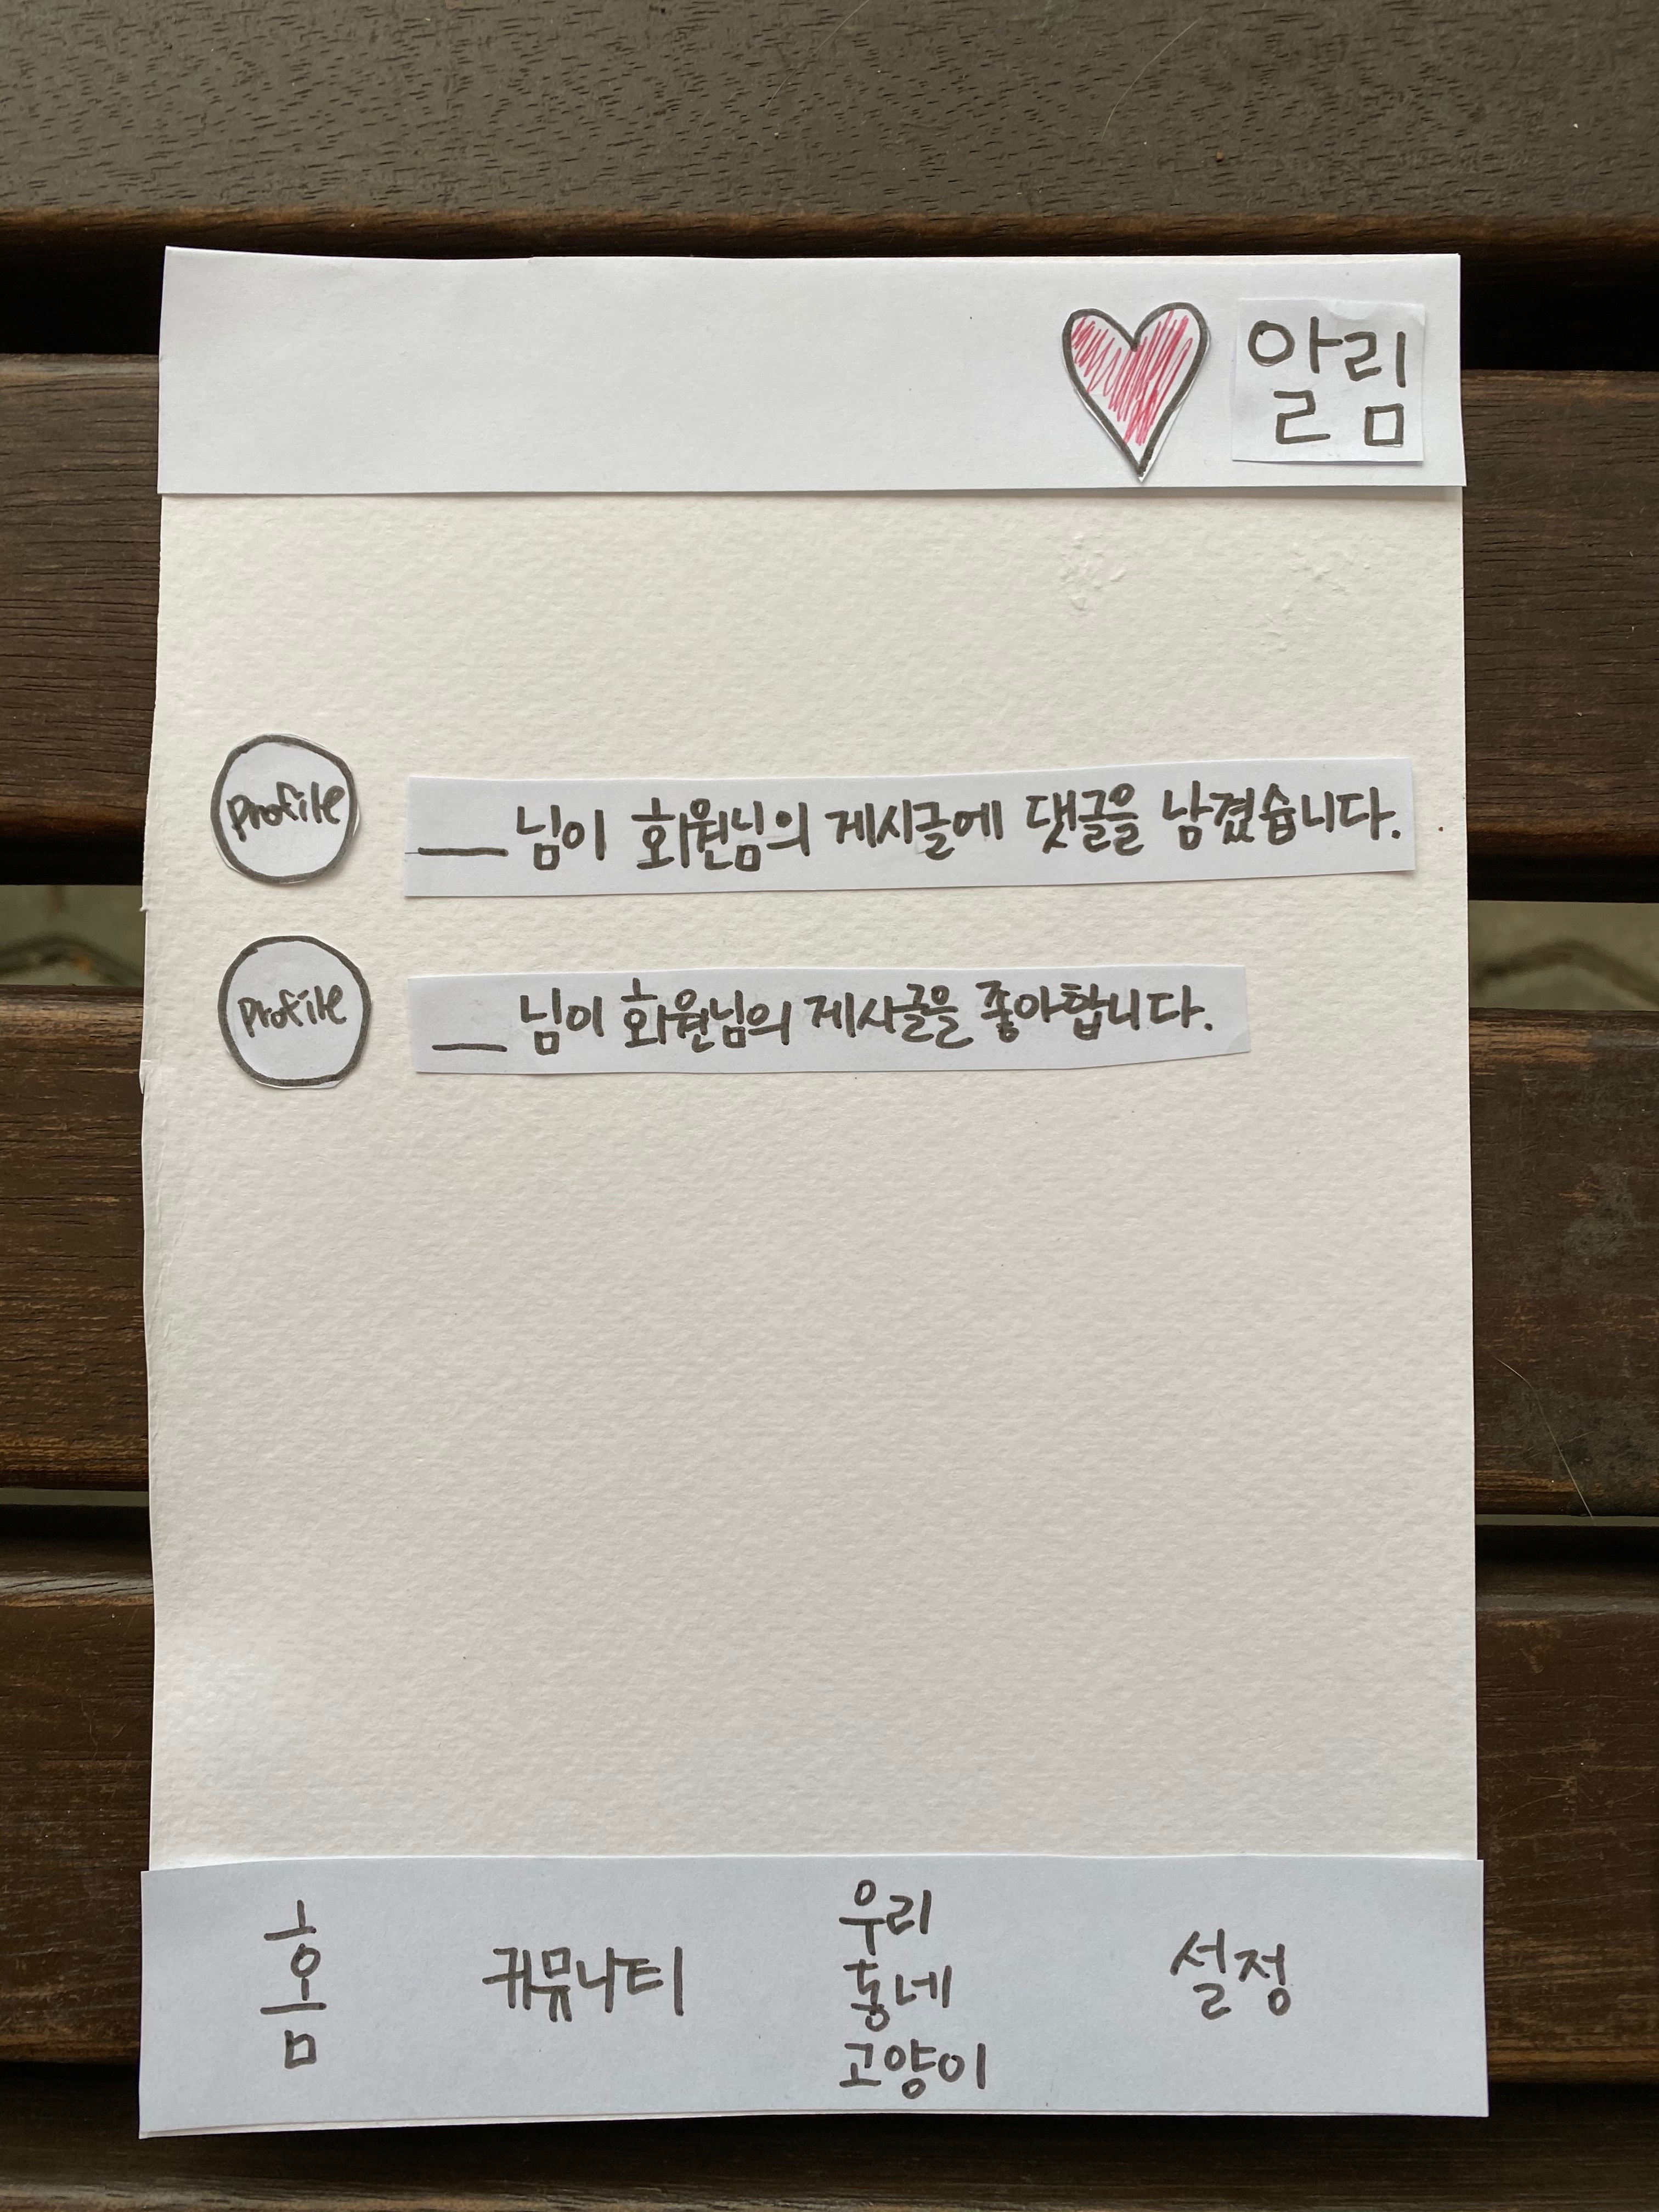 알림
Profile
___님이 회원님의 게시글에 댓글을 남겼습니다.
Profile
__ 님이 회원님의 게시글을 좋아합니다.
홈
커뮤니티
우리
동네
고양이
설정